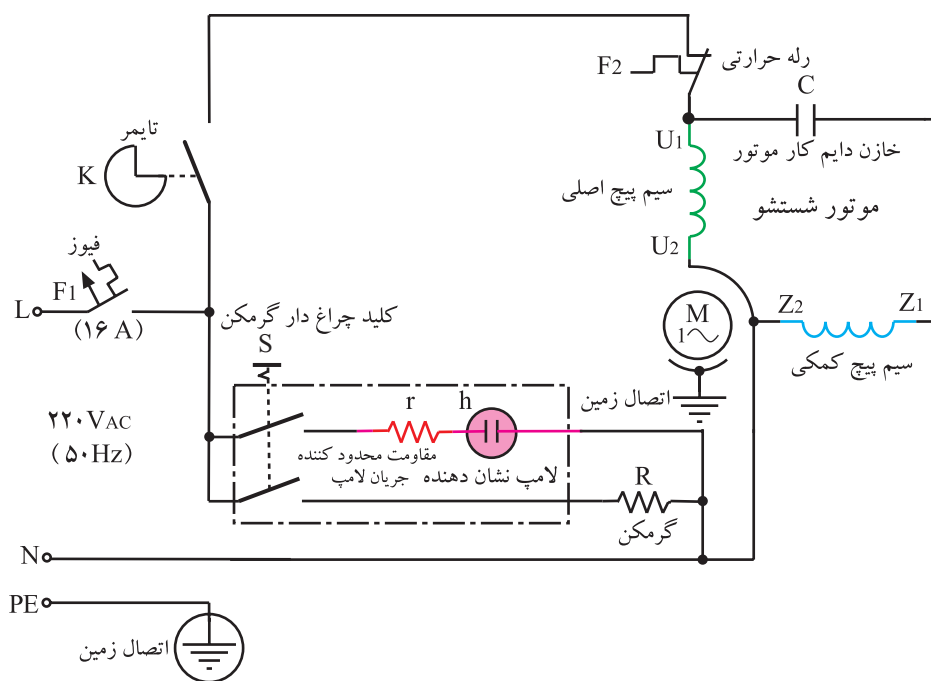 رله حرارتی
F2
C
تایمر
U1
خازن دایم کار موتور
K
سیم پیچ اصلی
موتور شستشو
فیوز
U2
F1
L
(۱۶ A)
کلید چراغ دار گرمکن
M
1
Z2
Z1
S
سیم پیچ کمکی
اتصال زمین
r
h
۲۲۰VAC
(۵۰Hz)
مقاومت محدود کننده
جریان لامپ
لامپ نشان دهنده
R
گرمکن
N
PE
اتصال زمین